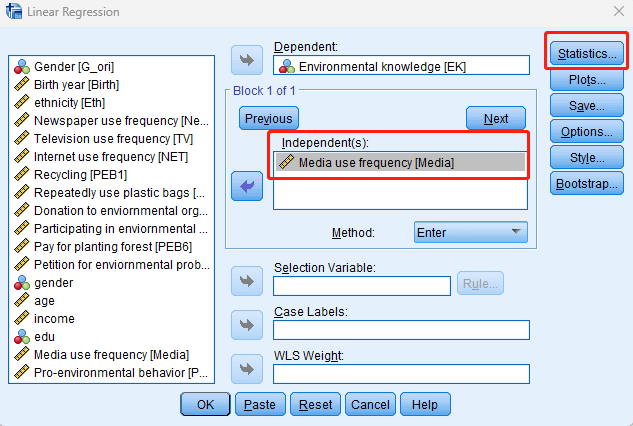 Linear Regression
Gender [G_ori]
Birth year [Birth]
ethnicity [Eth]
Newspaper use frequency [Ne...
Television use frequency [TV]
Internet use frequency [NET]
Recycling [PEB1]
Repeatedly use plastic bags [...
Donation to enviornmental org...
Participating in enviornmental ...
Pay for planting forest [PEB6]
Petition for enviornmental prob...
gender
age
income
edu
Media use frequency [Media]
Pro-environmental behavior [P...
Dependent:
Environmental knowledge [EK]
Block 1 of 1
Previous
Next
Independent(s):
Media use frequency [Media]
Method:
Enter
Selection Variable:
Rule...
Case Labels:
WLS Weight:
Statistics...
Plots...
Save...
Options...
Style...
Bootstrap...
OK
Paste
Reset
Cancel
Help